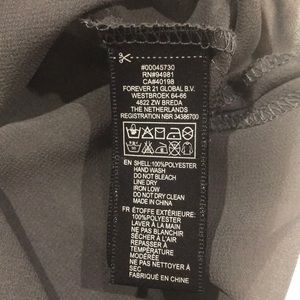 #00045730
RN#94981
CA#40198
FOREVER 21 GLOBAL B.V.
WESTBROEK 64-66
4822 ZW BREDA
THE NETHERLANDS
REGISTRATION NBR 34386700
EN SHELL:100%POLYESTER
HAND WASH
DO NOT BLEACH
LINE DRY
IRON LOW
DO NOT DRY CLEAN
MADE IN CHINA
FR ÉTOFFE EXTÉRIEURE:
100% POLYESTER
LAVER À LA MAIN
NE PAS BLANCHIR
SÉCHER À L'AIR
REPASSER À
TEMPÉRATURE
MODÉRÉE
NE PAS NETTOYER À
SEC
FABRIQUÉ EN CHINE